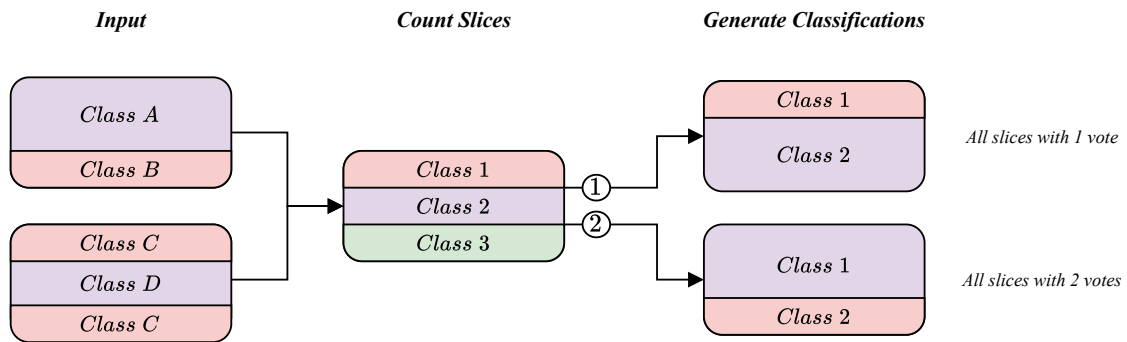 Input
Count Slices
Generate Classifications
Class A
Class B
Class C
Class D
Class C
Class 1
Class 2
Class 3
1
2
Class 1
Class 2
All slices with 1 vote
Class 1
Class 2
All slices with 2 votes